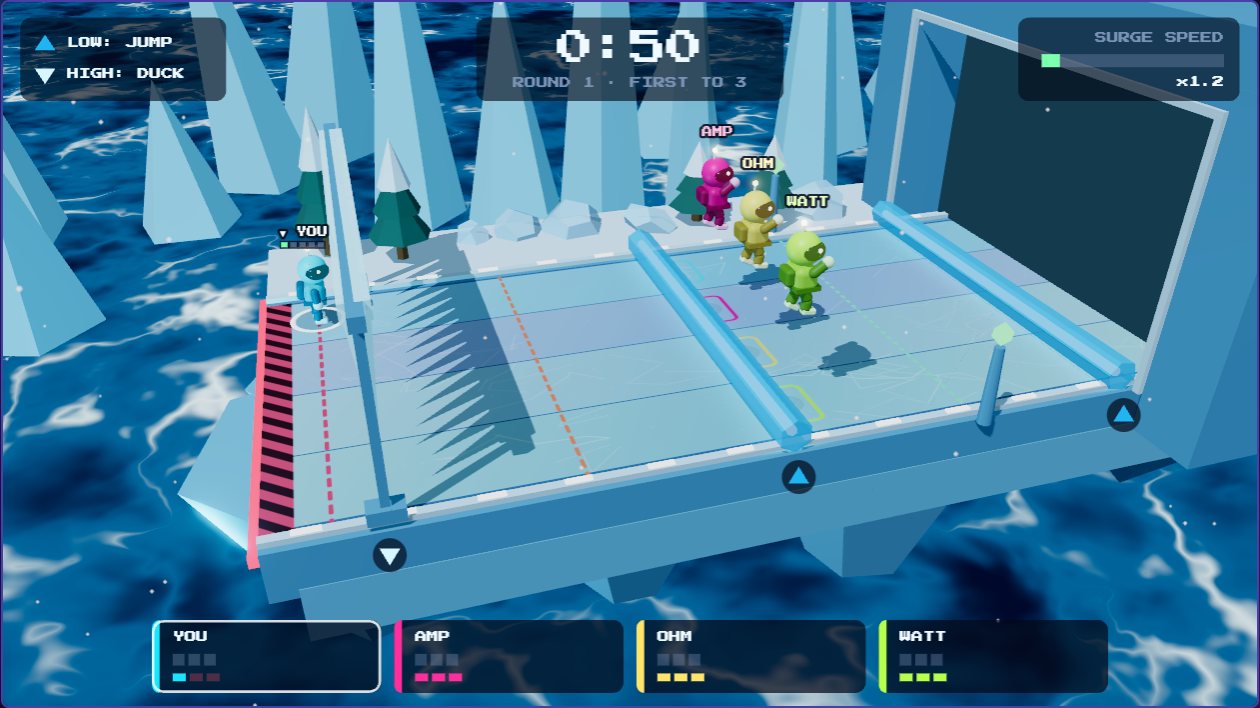 LOW: JUMP
HIGH: DUCK
0:50
ROUND 1 · FIRST TO 3
SURGE SPEED
x1.2
AMP
OHM
WATT
YOU
YOU
AMP
OHM
WATT